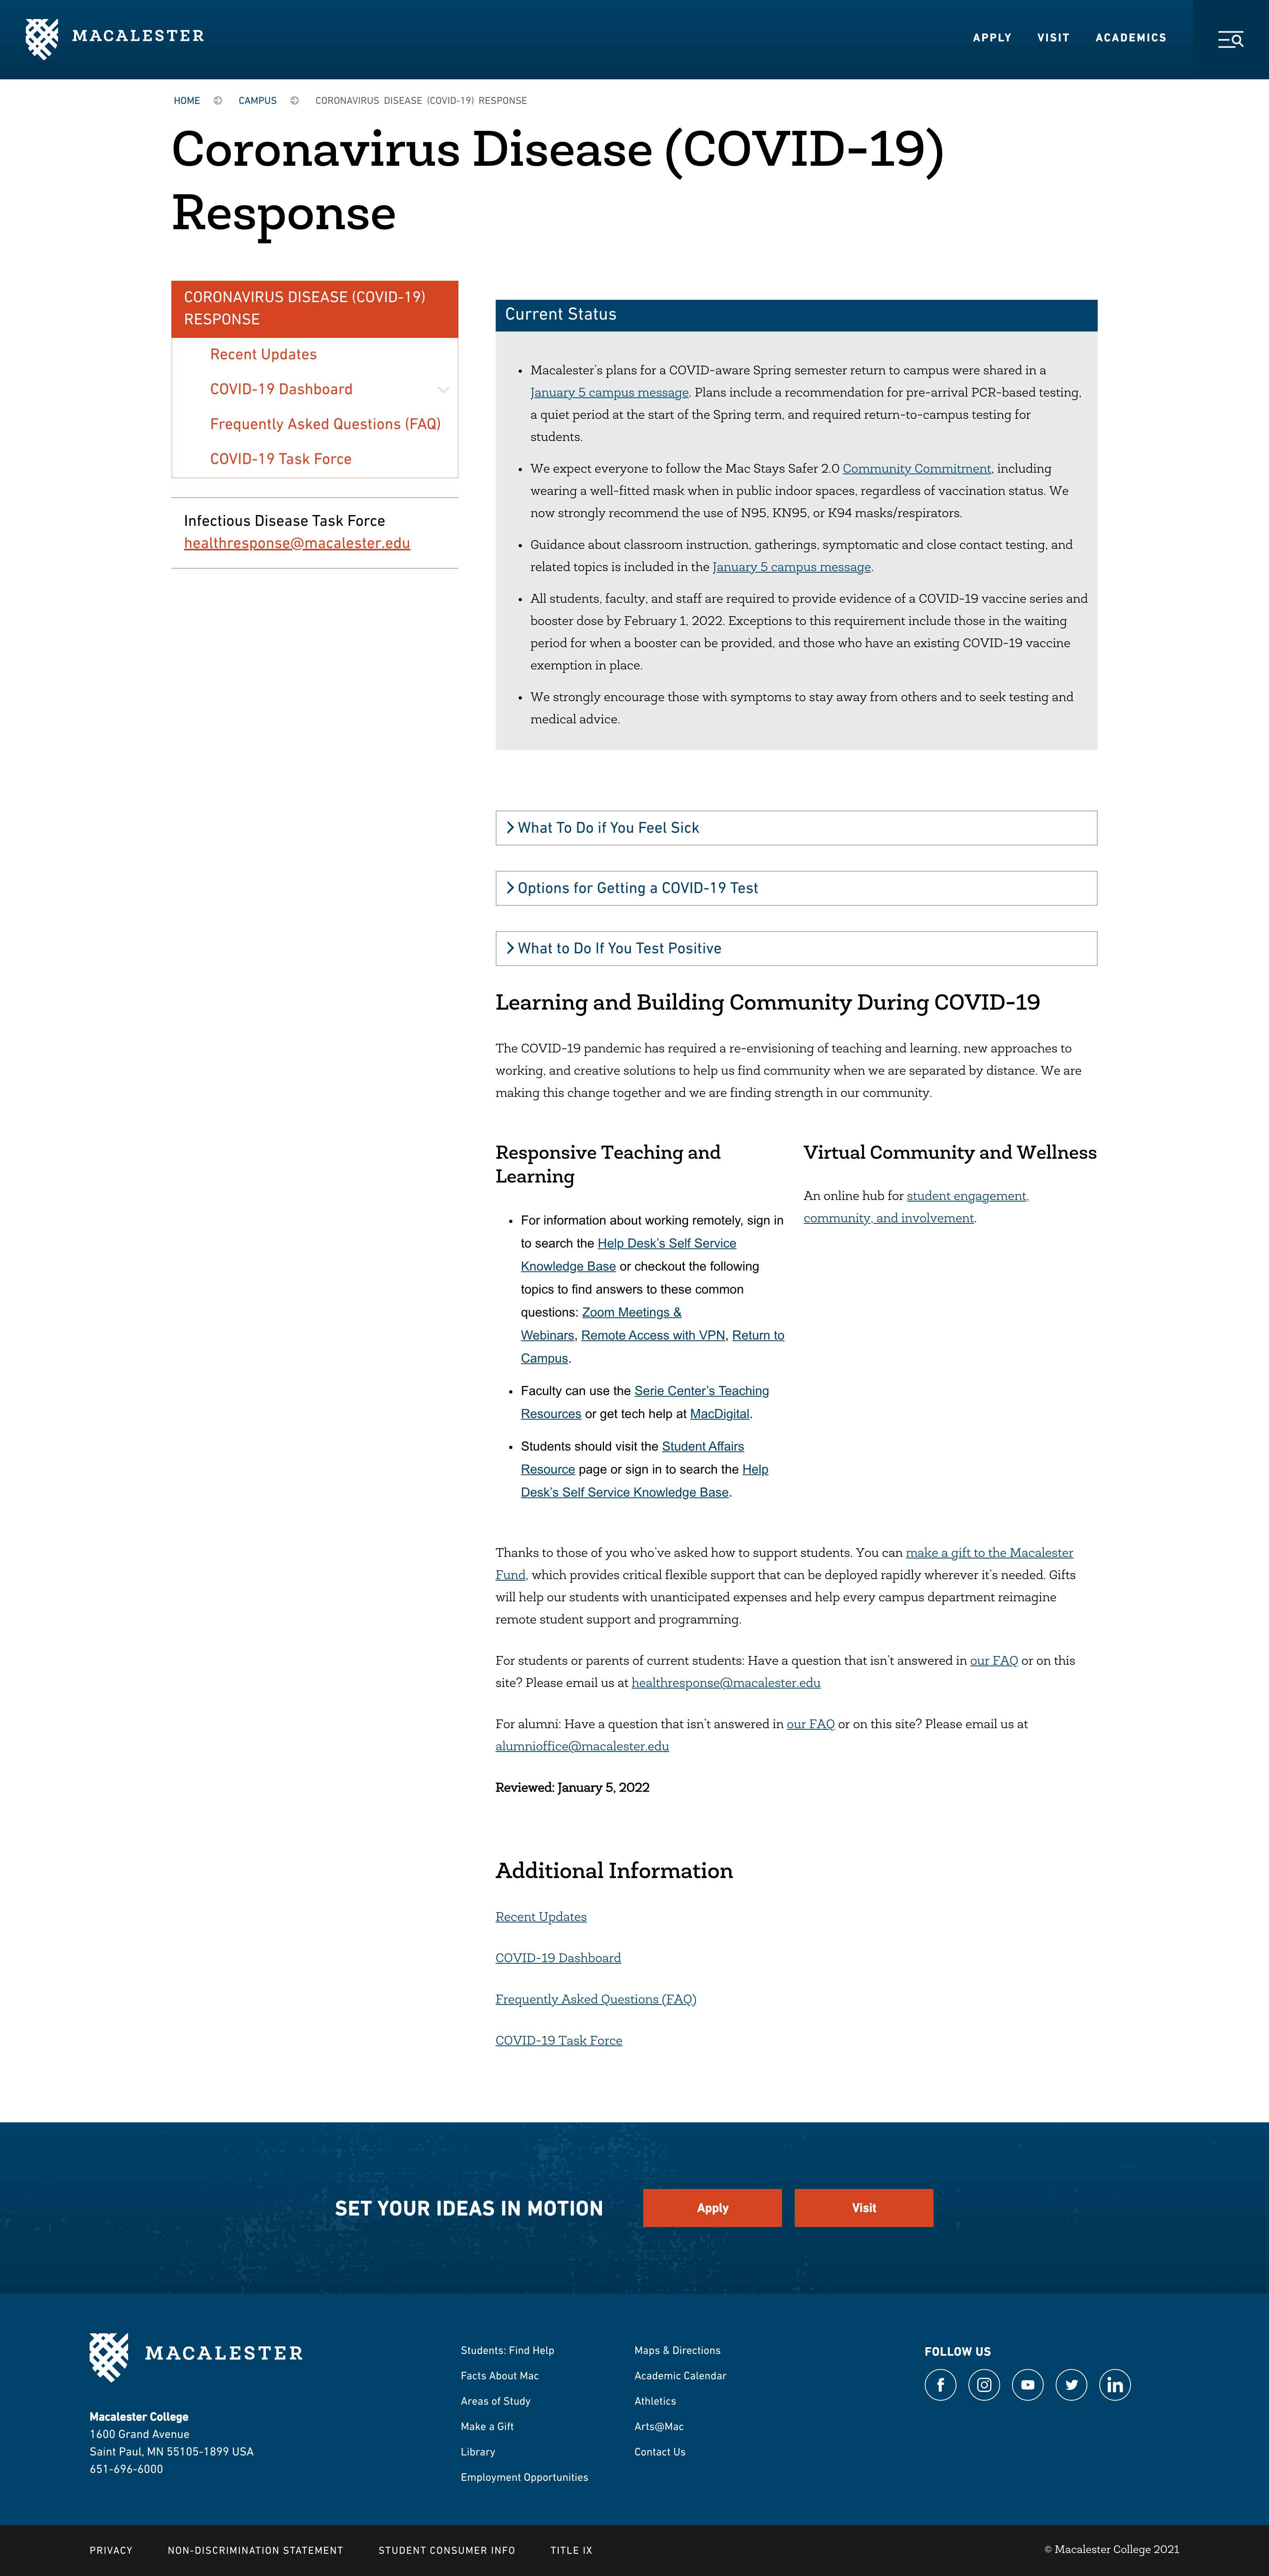 MACALESTER
APPLY VISIT ACADEMICS
HOME CAMPUS CORONAVIRUS DISEASE (COVID-19) RESPONSE
Coronavirus Disease (COVID-19)
Response
CORONAVIRUS DISEASE (COVID-19)
RESPONSE
Recent Updates
COVID-19 Dashboard
Frequently Asked Questions (FAQ)
COVID-19 Task Force
Infectious Disease Task Force
healthresponse@macalester.edu
Current Status
• Macalester's plans for a COVID-aware Spring semester return to campus were shared in a
January 5 campus message. Plans include a recommendation for pre-arrival PCR-based testing,
a quiet period at the start of the Spring term, and required return-to-campus testing for
students.
• We expect everyone to follow the Mac Stays Safer 2.0 Community Commitment, including
wearing a well-fitted mask when in public indoor spaces, regardless of vaccination status. We
now strongly recommend the use of N95, KN95, or K94 masks/respirators.
• Guidance about classroom instruction, gatherings, symptomatic and close contact testing, and
related topics is included in the January 5 campus message.
• All students, faculty, and staff are required to provide evidence of a COVID-19 vaccine series and
booster dose by February 1, 2022. Exceptions to this requirement include those in the waiting
period for when a booster can be provided, and those who have an existing COVID-19 vaccine
exemption in place.
• We strongly encourage those with symptoms to stay away from others and to seek testing and
medical advice.
What To Do if You Feel Sick
Options for Getting a COVID-19 Test
What to Do If You Test Positive
Learning and Building Community During COVID-19
The COVID-19 pandemic has required a re-envisioning of teaching and learning, new approaches to
working, and creative solutions to help us find community when we are separated by distance. We are
making this change together and we are finding strength in our community.
Responsive Teaching and
Learning
• For information about working remotely, sign in
to search the Help Desk's Self Service
Knowledge Base or checkout the following
topics to find answers to these common
questions: Zoom Meetings &
Webinars, Remote Access with VPN, Return to
Campus.
• Faculty can use the Serie Center's Teaching
Resources or get tech help at MacDigital.
• Students should visit the Student Affairs
Resource page or sign in to search the Help
Desk's Self Service Knowledge Base.
Virtual Community and Wellness
An online hub for student engagement,
community, and involvement.
Thanks to those of you who've asked how to support students. You can make a gift to the Macalester
Fund, which provides critical flexible support that can be deployed rapidly wherever it's needed. Gifts
will help our students with unanticipated expenses and help every campus department reimagine
remote student support and programming.
For students or parents of current students: Have a question that isn't answered in our FAQ or on this
site? Please email us at healthresponse@macalester.edu
For alumni: Have a question that isn't answered in our FAQ or on this site? Please email us at
alumnioffice@macalester.edu
Reviewed: January 5, 2022
Additional Information
Recent Updates
COVID-19 Dashboard
Frequently Asked Questions (FAQ)
COVID-19 Task Force
SET YOUR IDEAS IN MOTION
Apply
Visit
MACALESTER
Macalester College
1600 Grand Avenue
Saint Paul, MN 55105-1899 USA
651-696-6000
Students: Find Help
Facts About Mac
Areas of Study
Make a Gift
Library
Employment Opportunities
Maps & Directions
Academic Calendar
Athletics
Arts@Mac
Contact Us
FOLLOW US
PRIVACY NON-DISCRIMINATION STATEMENT STUDENT CONSUMER INFO TITLE IX
© Macalester College 2021